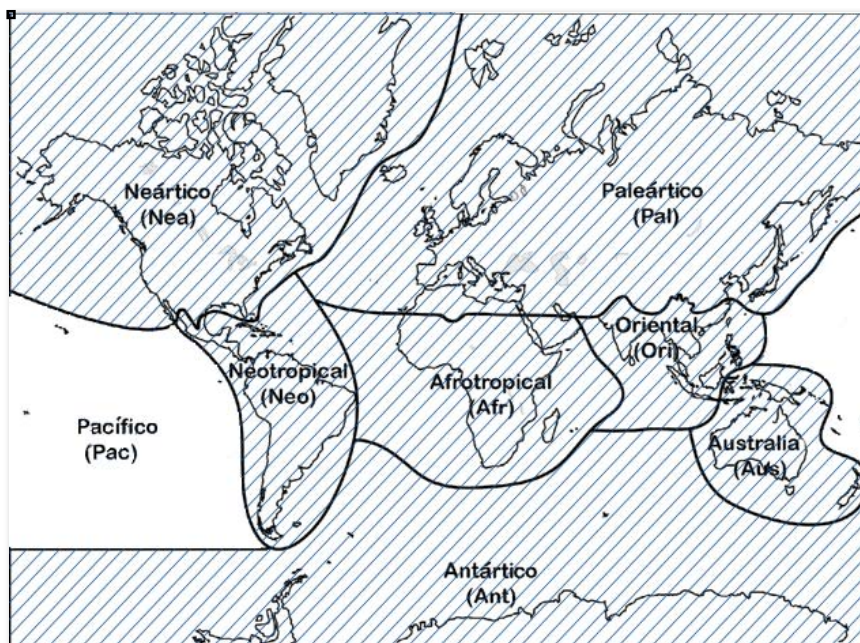 Neártico
(Nea)
Paleártico
(Pal)
Oriental
(Ori)
Neotropical
(Neo)
Afrotropical
(Afr)
Pacífico
(Pac)
Australia
(Aus)
Antártico
(Ant)